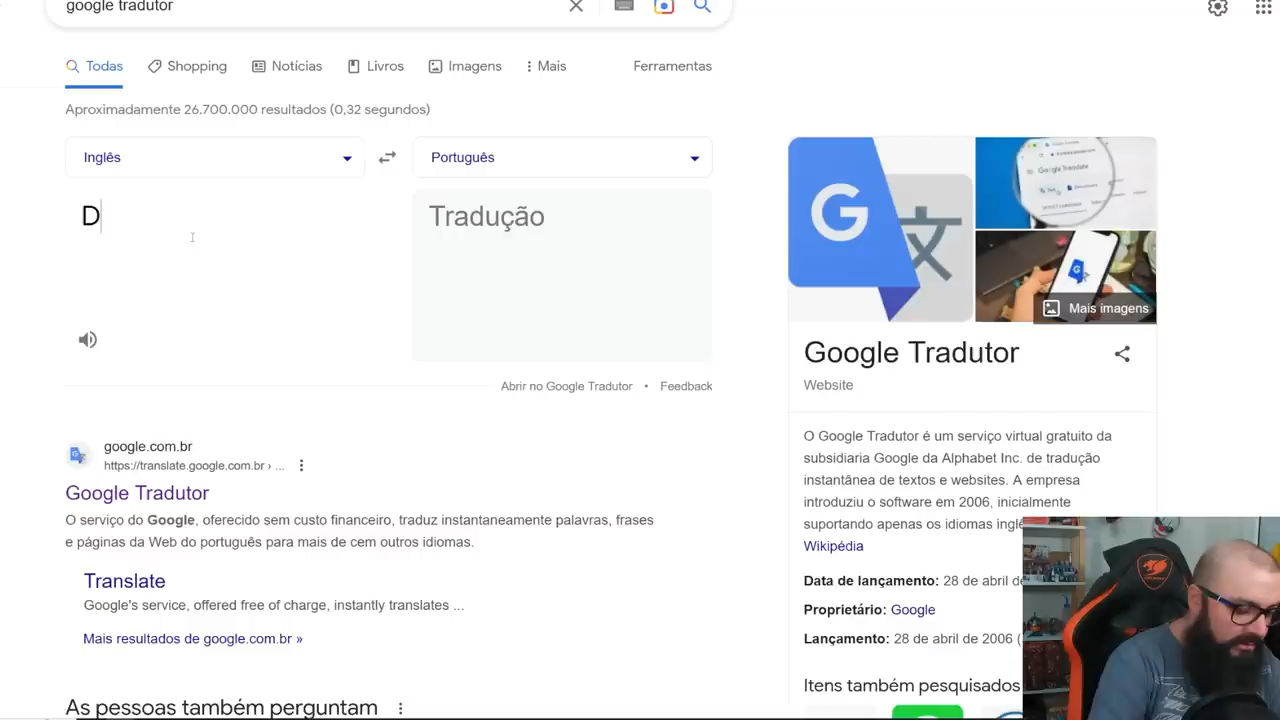 google tradutor
Todas Shopping Notícias Livros Imagens Mais Ferramentas
Aproximadamente 26.700.000 resultados (0,32 segundos)
Inglês Português
D
Tradução
Abrir no Google Tradutor • Feedback
google.com.br
https://translate.google.com.br › ...
Google Tradutor
O serviço do Google, oferecido sem custo financeiro, traduz instantaneamente palavras, frases
e páginas da Web do português para mais de cem outros idiomas.
Translate
Google's service, offered free of charge, instantly translates ...
Mais resultados de google.com.br »
As pessoas também perguntam
G 文
Mais imagens
Google Tradutor
Website
O Google Tradutor é um serviço virtual gratuito da
subsidiaria Google da Alphabet Inc. de tradução
instantânea de textos e websites. A empresa
introduziu o software em 2006, inicialmente
suportando apenas os idiomas inglê
Wikipédia
Data de lançamento: 28 de abril d
Proprietário: Google
Lançamento: 28 de abril de 2006 (
Itens também pesquisados